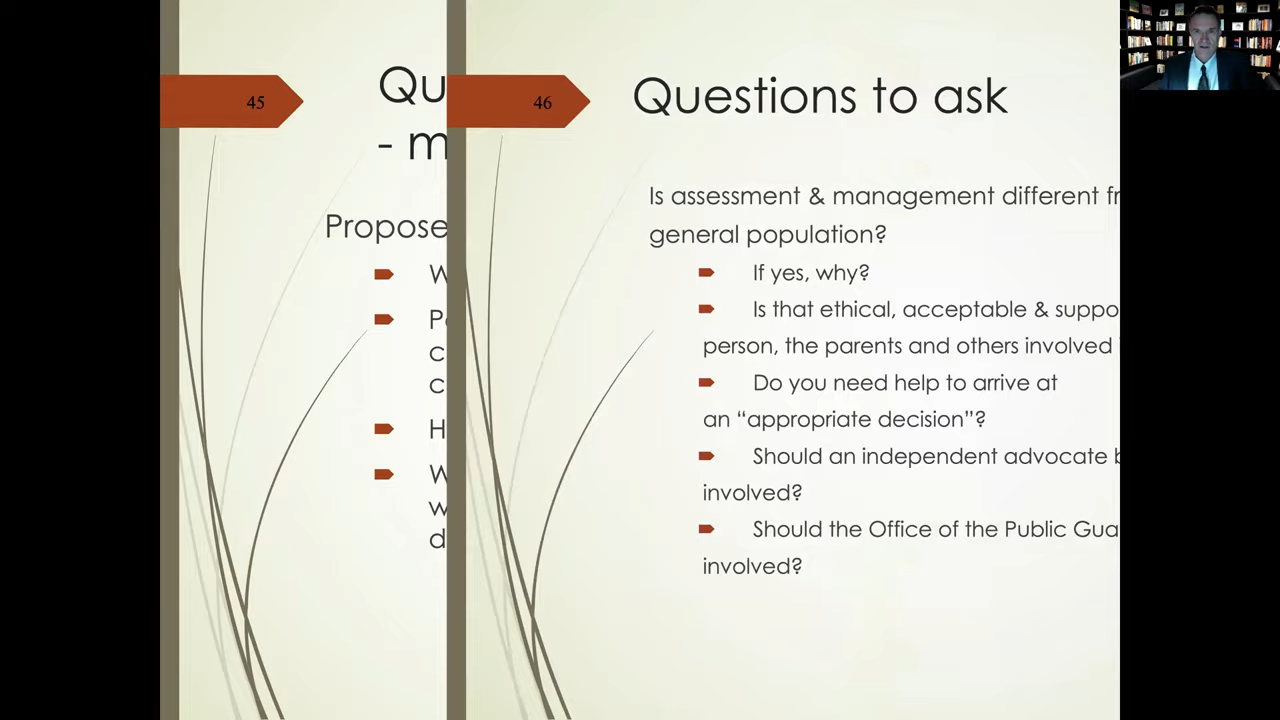 45
Qu
- m
Propose
W
P
c
c
H
W
w
d
46
Questions to ask
Is assessment & management different fr
general population?
If yes, why?
Is that ethical, acceptable & suppo
person, the parents and others involved
Do you need help to arrive at
an “appropriate decision”?
Should an independent advocate b
involved?
Should the Office of the Public Gua
involved?